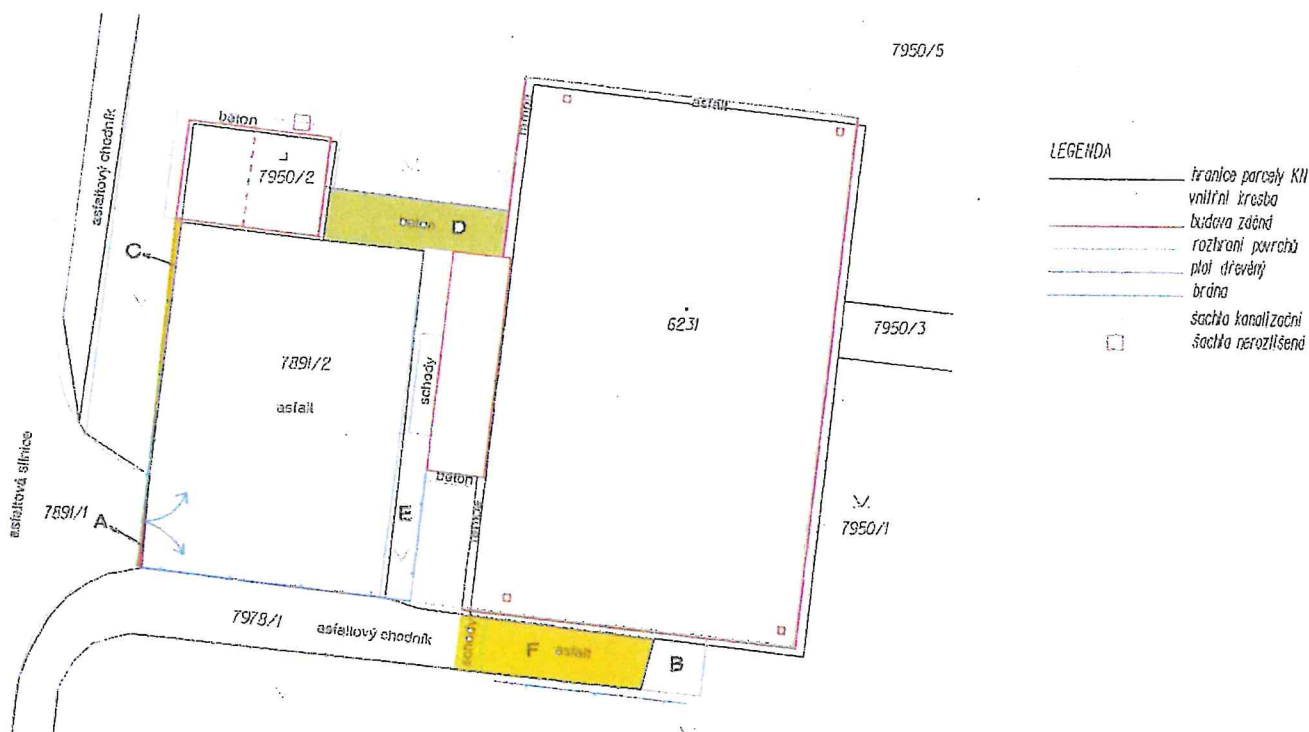 7950/5
asfalt
asfaltový chodník
beton
7950/2
beton D
C
6231
7950/3
7891/2
asfalt
schody
beton
E
asfaltová silnice
7891/1
A
7950/1
7978/1
asfaltový chodník
schody
F asfalt
B
LEGENDA
hranice parcely KN
vnitřní kresba
budova zděná
rozhraní povrchů
plot dřevěný
brána
šachta kanalizační
šachta nerozlišená